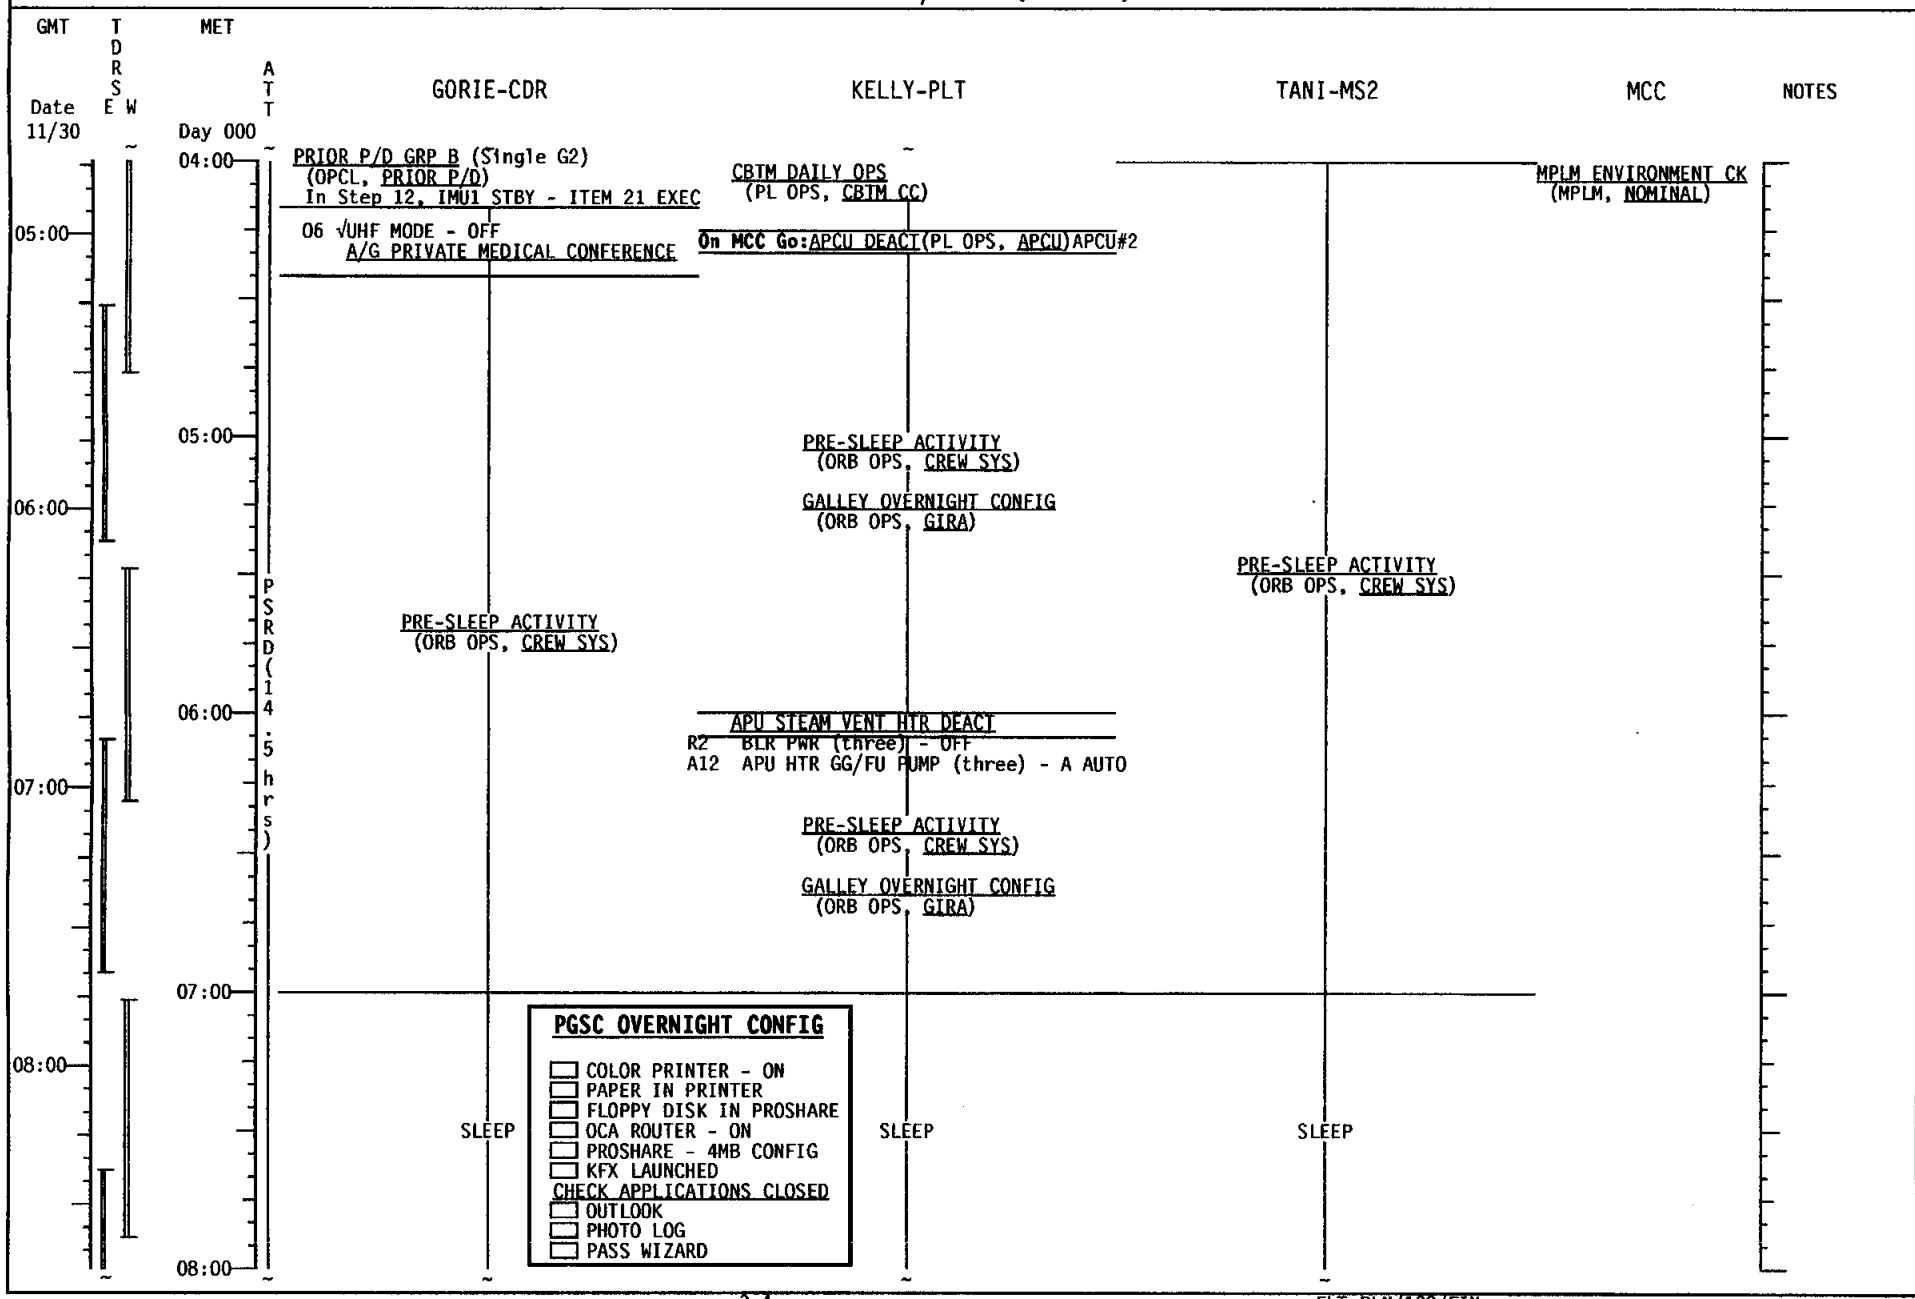 GMT
TDRS
E W
MET
ATT
GORIE-CDR
KELLY-PLT
TANI-MS2
MCC
NOTES
Date
11/30
Day 000
04:00
PRIOR P/D GRP B (Single G2)
(OPCL, PRIOR P/D)
In Step 12, IMU1 STBY - ITEM 21 EXEC
CBTM DAILY OPS
(PL OPS, CBTM CC)
MPLM ENVIRONMENT CK
(MPLM, NOMINAL)
05:00
O6 √UHF MODE - OFF
A/G PRIVATE MEDICAL CONFERENCE
On MCC Go:APCU DEACT(PL OPS, APCU)APCU#2
05:00
PRE-SLEEP ACTIVITY
(ORB OPS, CREW SYS)
06:00
GALLEY OVERNIGHT CONFIG
(ORB OPS, GIRA)
PRE-SLEEP ACTIVITY
(ORB OPS, CREW SYS)
PSRD(14.5 hrs)
PRE-SLEEP ACTIVITY
(ORB OPS, CREW SYS)
06:00
APU STEAM VENT HTR DEACT
R2 BLR PWR (three) - OFF
A12 APU HTR GG/FU PUMP (three) - A AUTO
07:00
PRE-SLEEP ACTIVITY
(ORB OPS, CREW SYS)
GALLEY OVERNIGHT CONFIG
(ORB OPS, GIRA)
07:00
PGSC OVERNIGHT CONFIG
08:00
COLOR PRINTER - ON
PAPER IN PRINTER
FLOPPY DISK IN PROSHARE
OCA ROUTER - ON
PROSHARE - 4MB CONFIG
KFX LAUNCHED
CHECK APPLICATIONS CLOSED
OUTLOOK
PHOTO LOG
PASS WIZARD
SLEEP
SLEEP
SLEEP
08:00